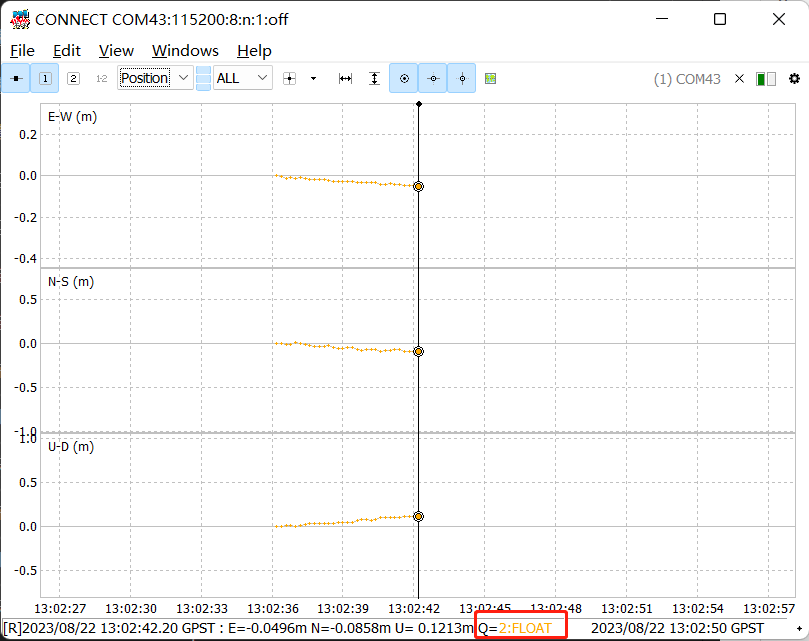 CONNECT COM43:115200:8:n:1:off
File Edit View Windows Help
1 2 1-2 Position ALL (1) COM43
E-W (m)
0.2
0.0
-0.2
-0.4
N-S (m)
0.5
0.0
-0.5
-1.0
1.0
U-D (m)
0.5
0.0
-0.5
13:02:27 13:02:30 13:02:33 13:02:36 13:02:39 13:02:42 13:02:45 13:02:48 13:02:51 13:02:54 13:02:57
[R]2023/08/22 13:02:42.20 GPST : E=-0.0496m N=-0.0858m U= 0.1213m Q=2:FLOAT 2023/08/22 13:02:50 GPST